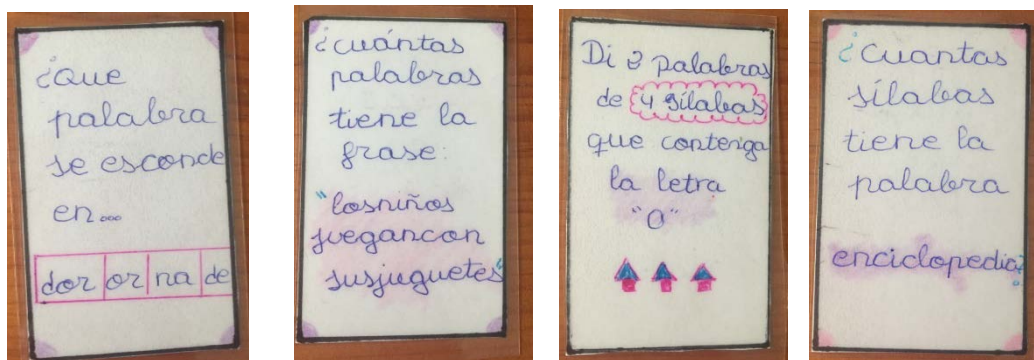 ¿Que
palabra
se esconde
en...
dor or na de
¿cuántas
palabras
tiene la
frase:
"losniños
juegancon
susjuguetes"
Di 3 palabras
de 4 sílabas
que contenga
la letra
"O"
¿cuantas
sílabas
tiene la
palabra
enciclopedia?